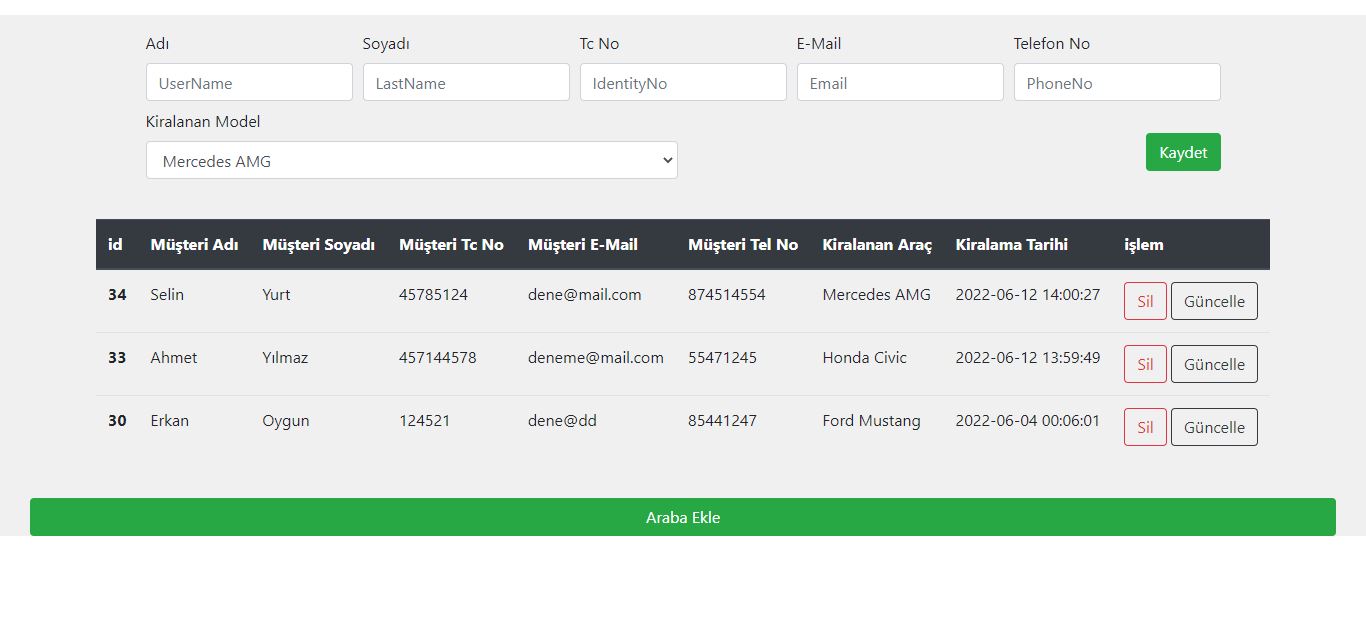 Adı Soyadı Tc No E-Mail Telefon No
UserName LastName IdentityNo Email PhoneNo
Kiralanan Model
Mercedes AMG
Kaydet
id Müşteri Adı Müşteri Soyadı Müşteri Tc No Müşteri E-Mail Müşteri Tel No Kiralanan Araç Kiralama Tarihi işlem
34 Selin Yurt 45785124 dene@mail.com 874514554 Mercedes AMG 2022-06-12 14:00:27 Sil Güncelle
33 Ahmet Yılmaz 457144578 deneme@mail.com 55471245 Honda Civic 2022-06-12 13:59:49 Sil Güncelle
30 Erkan Oygun 124521 dene@dd 85441247 Ford Mustang 2022-06-04 00:06:01 Sil Güncelle
Araba Ekle